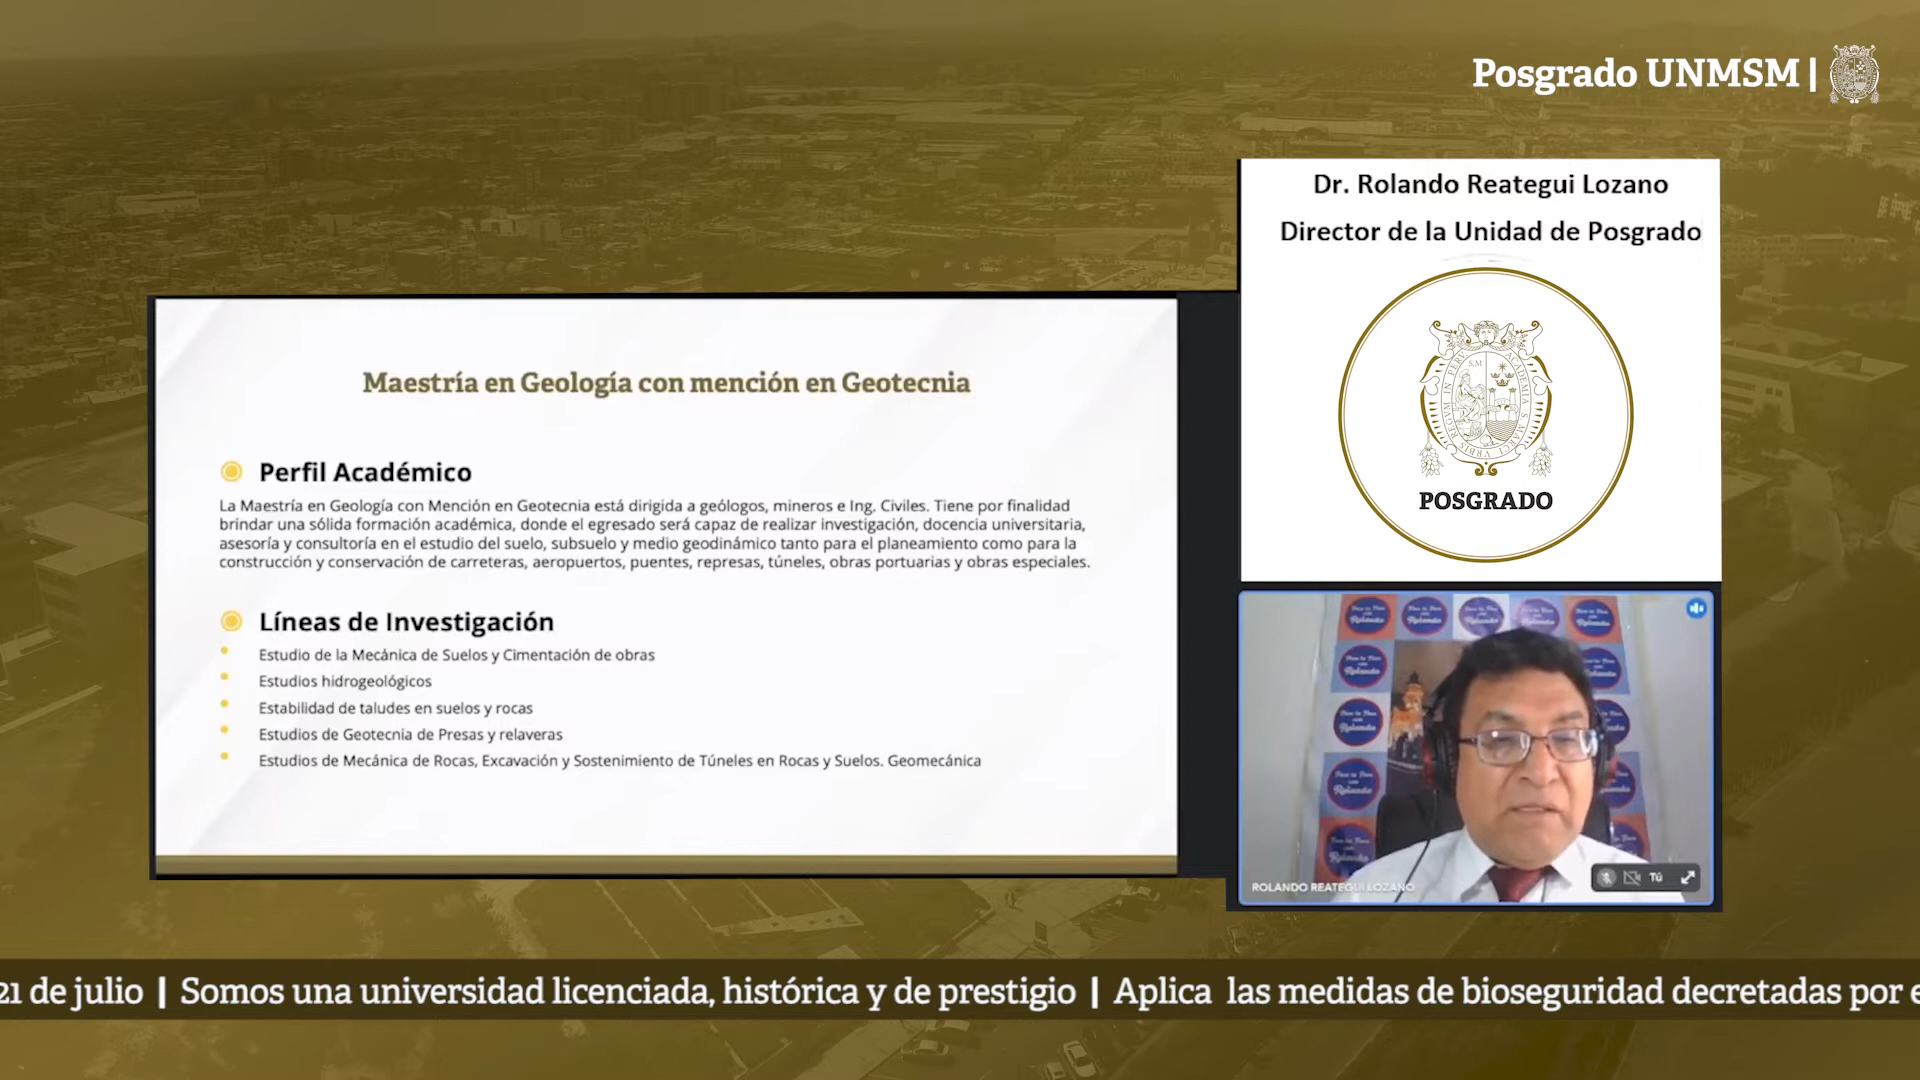 Posgrado UNMSM |
Dr. Rolando Reategui Lozano
Director de la Unidad de Posgrado
POSGRADO
Maestría en Geología con mención en Geotecnia
Perfil Académico
La Maestría en Geología con Mención en Geotecnia está dirigida a geólogos, mineros e Ing. Civiles. Tiene por finalidad
brindar una sólida formación académica, donde el egresado será capaz de realizar investigación, docencia universitaria,
asesoría y consultoría en el estudio del suelo, subsuelo y medio geodinámico tanto para el planeamiento como para la
construcción y conservación de carreteras, aeropuertos, puentes, represas, túneles, obras portuarias y obras especiales.
Líneas de Investigación
Estudio de la Mecánica de Suelos y Cimentación de obras
Estudios hidrogeológicos
Estabilidad de taludes en suelos y rocas
Estudios de Geotecnia de Presas y relaveras
Estudios de Mecánica de Rocas, Excavación y Sostenimiento de Túneles en Rocas y Suelos. Geomecánica
Rolando
ROLANDO REATEGUI LOZANO
Tú
21 de julio | Somos una universidad licenciada, histórica y de prestigio | Aplica las medidas de bioseguridad decretadas por e